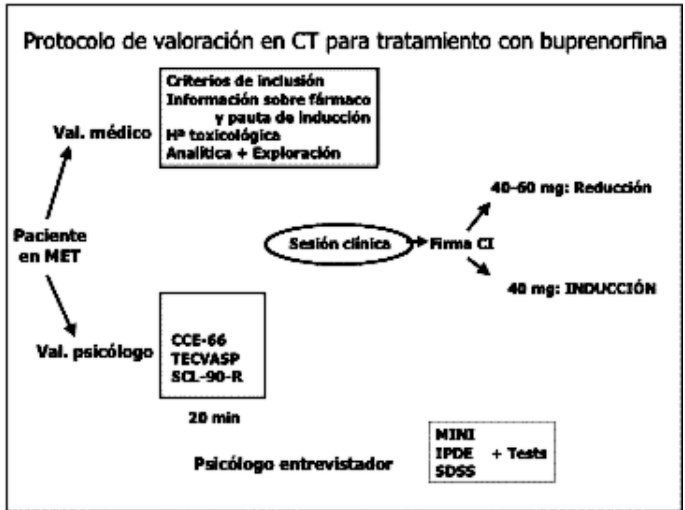 Protocolo de valoración en CT para tratamiento con buprenorfina
Criterios de inclusión
Información sobre fármaco
y pauta de inducción
Hª toxicológica
Analítica + Exploración
Val. médico
40-60 mg: Reducción
Paciente
en MET
Sesión clínica
Firma CI
40 mg: INDUCCIÓN
Val. psicólogo
CCE-66
TECVASP
SCL-90-R
20 min
Psicólogo entrevistador
MINI
IPDE + Tests
SDSS